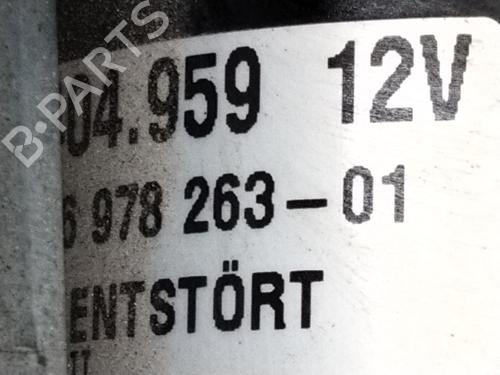 04.959 12V
6 978 263-01
ENTSTÖRT
B-PARTS